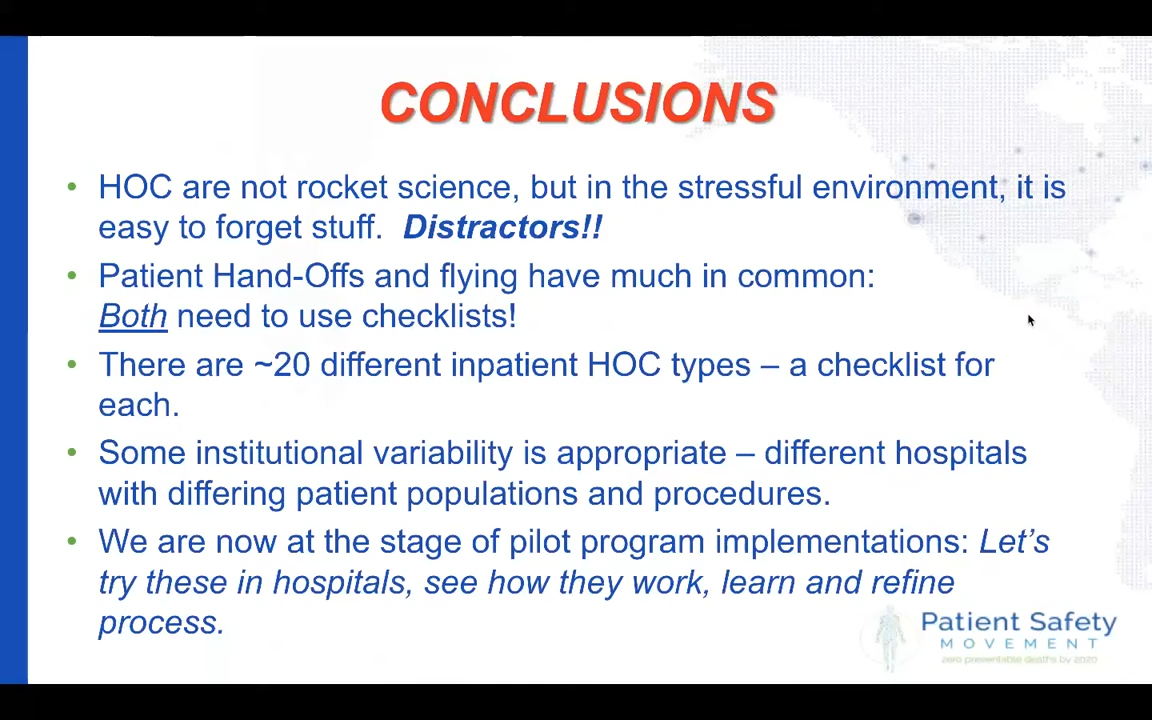 CONCLUSIONS
• HOC are not rocket science, but in the stressful environment, it is
easy to forget stuff.  Distractors!!
• Patient Hand-Offs and flying have much in common:
Both need to use checklists!
• There are ~20 different inpatient HOC types – a checklist for
each.
• Some institutional variability is appropriate – different hospitals
with differing patient populations and procedures.
• We are now at the stage of pilot program implementations: Let’s
try these in hospitals, see how they work, learn and refine
process.
Patient Safety
MOVEMENT
zero preventable deaths by 2020